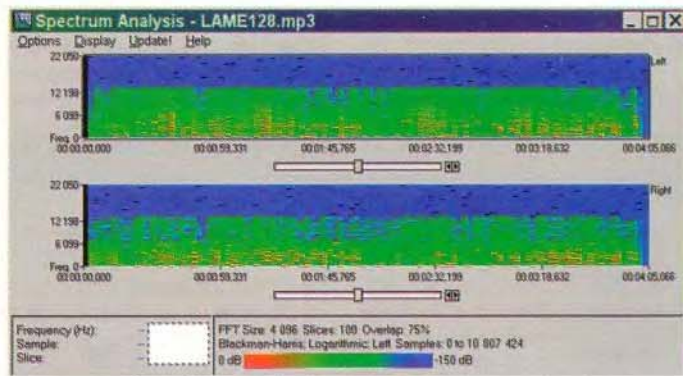 Spectrum Analysis - LAME128.mp3
Options Display Update! Help
22 050
Left
12 198
6 099
Freq. 0
00:00:00,000 00:00:59,331 00:01:45,765 00:02:32,199 00:03:18,632 00:04:05,066
22 050
Right
12 198
6 099
Freq. 0
00:00:00,000 00:00:59,331 00:01:45,765 00:02:32,199 00:03:18,632 00:04:05,066
Frequency (Hz): --
Sample: --
Slice: --
FFT Size: 4 096 Slices: 100 Overlap: 75%
Blackman-Harris; Logarithmic; Left Samples: 0 to 10 807 424
0 dB -150 dB